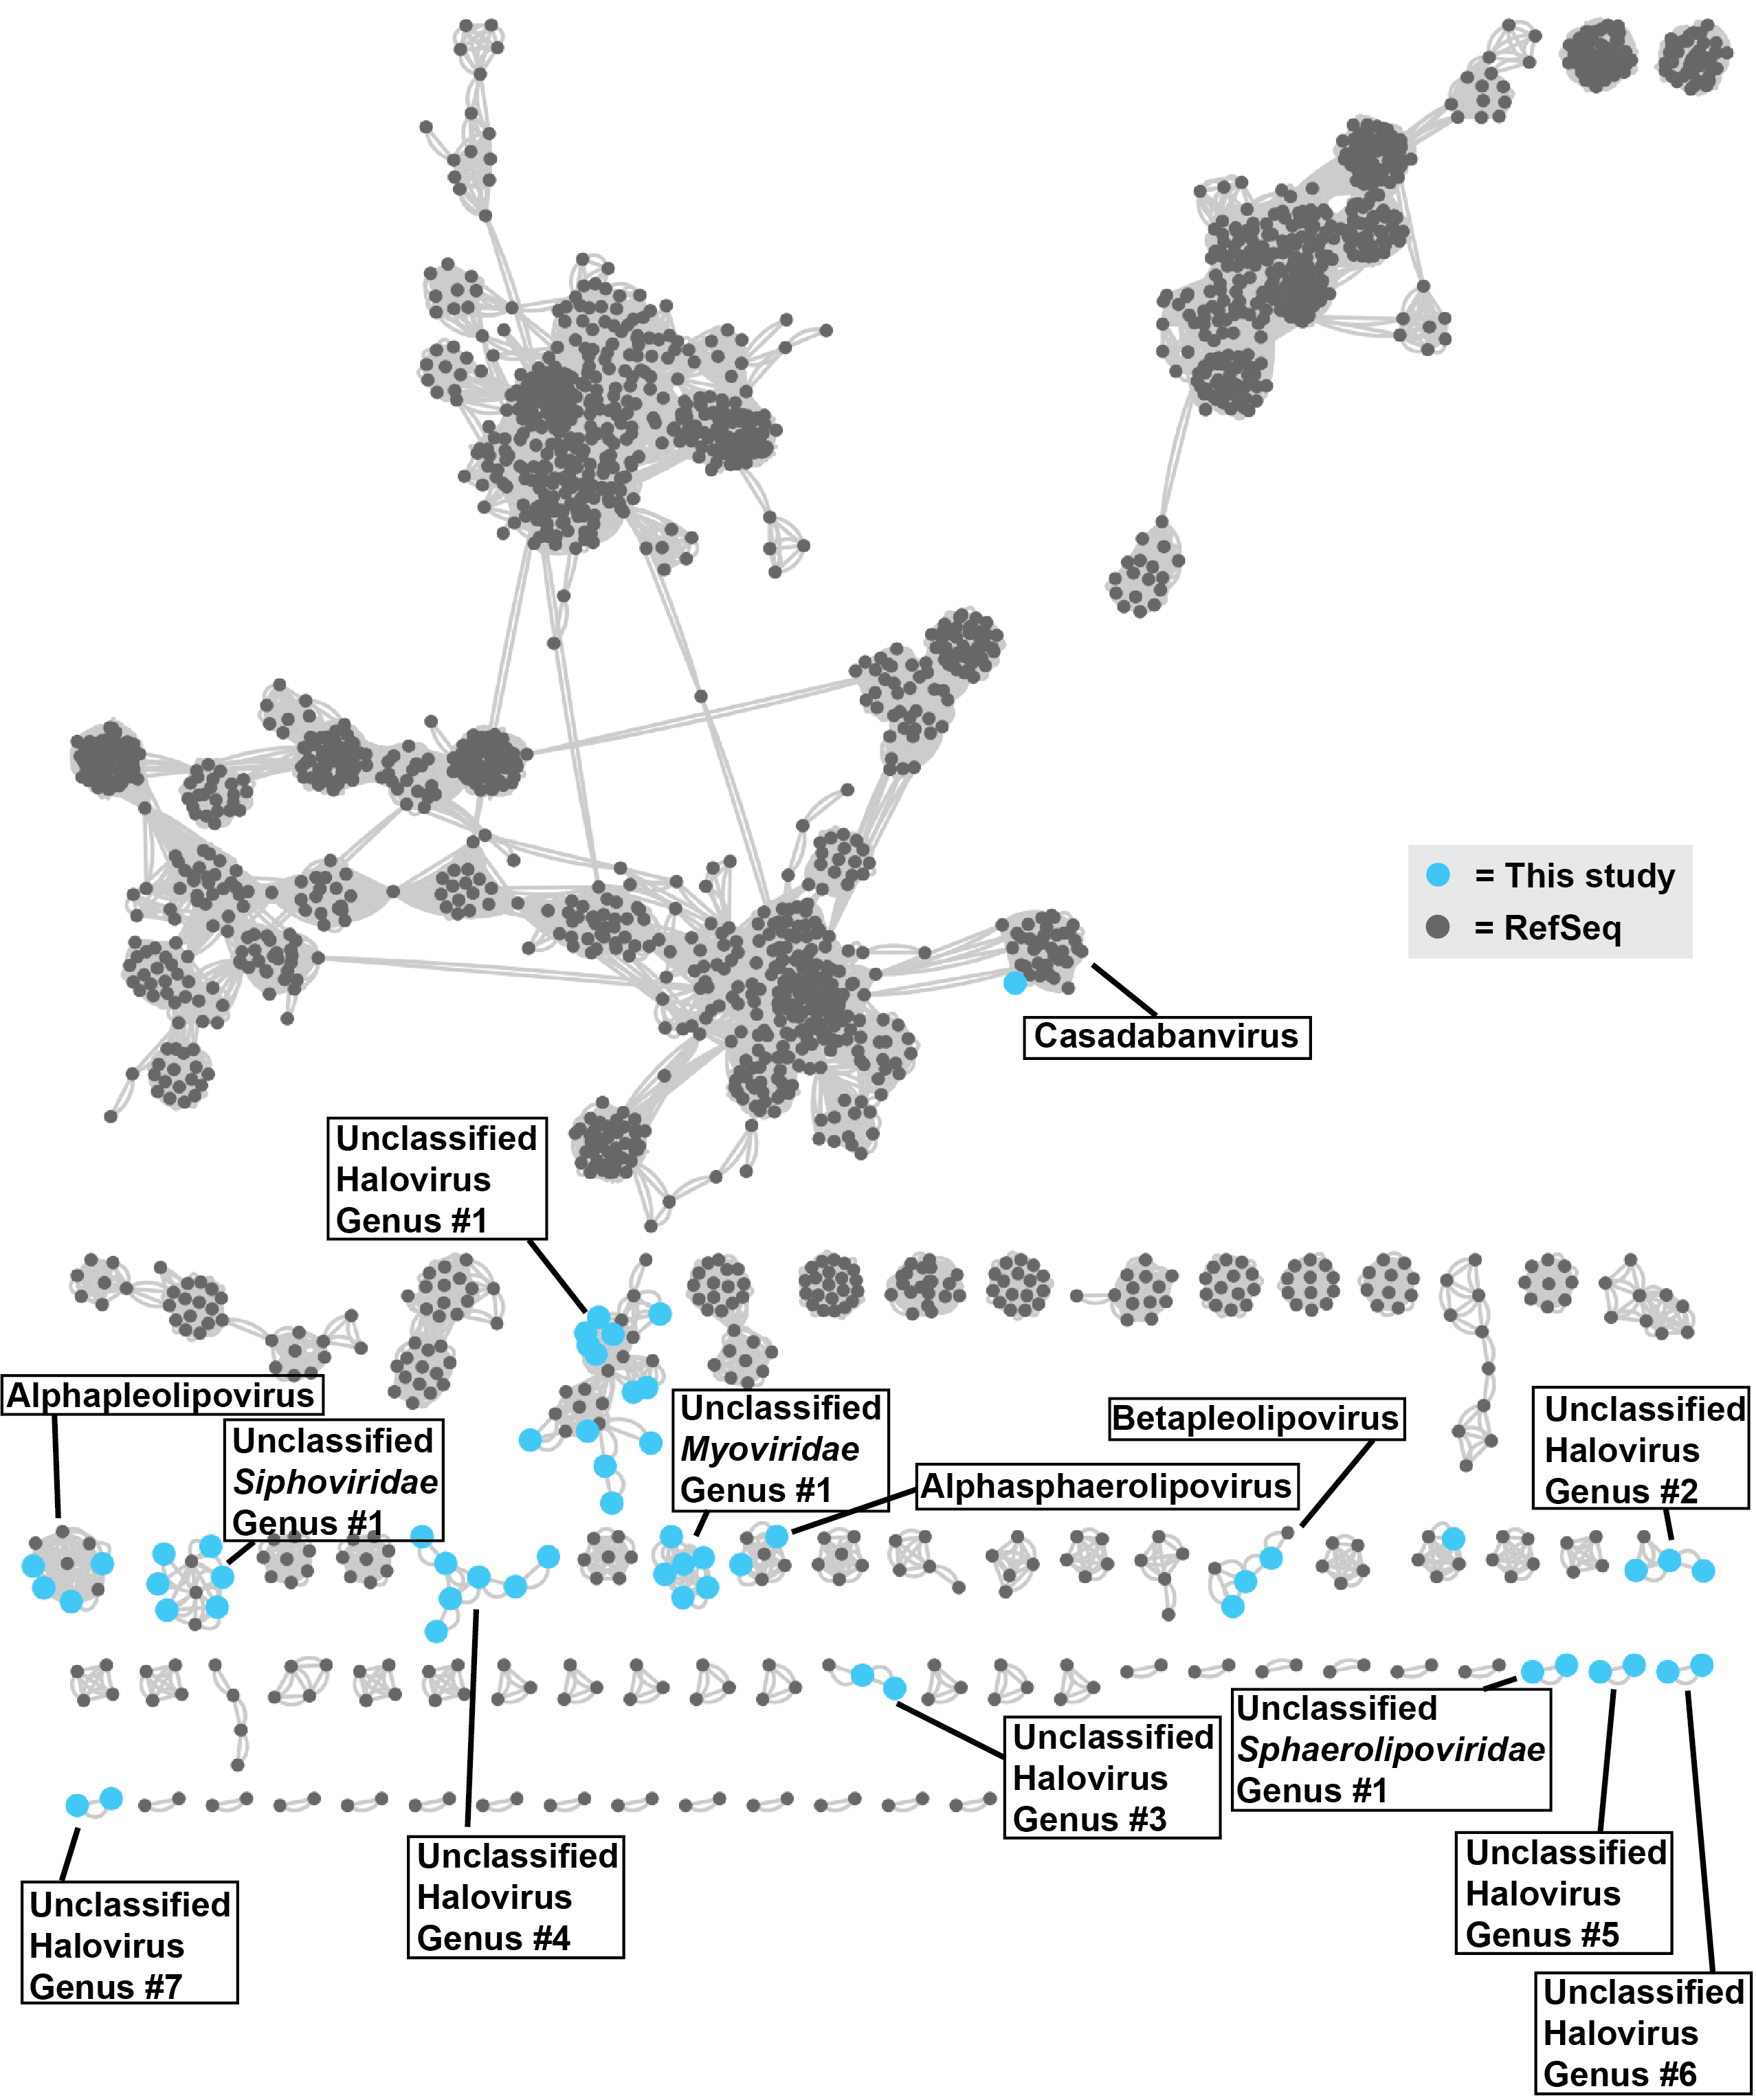 = This study
= RefSeq
Casadabanvirus
Unclassified
Halovirus
Genus #1
Alphapleolipovirus
Unclassified
Siphoviridae
Genus #1
Unclassified
Myoviridae
Genus #1
Alphasphaerolipovirus
Betapleolipovirus
Unclassified
Halovirus
Genus #2
Unclassified
Halovirus
Genus #3
Unclassified
Sphaerolipoviridae
Genus #1
Unclassified
Halovirus
Genus #7
Unclassified
Halovirus
Genus #4
Unclassified
Halovirus
Genus #5
Unclassified
Halovirus
Genus #6